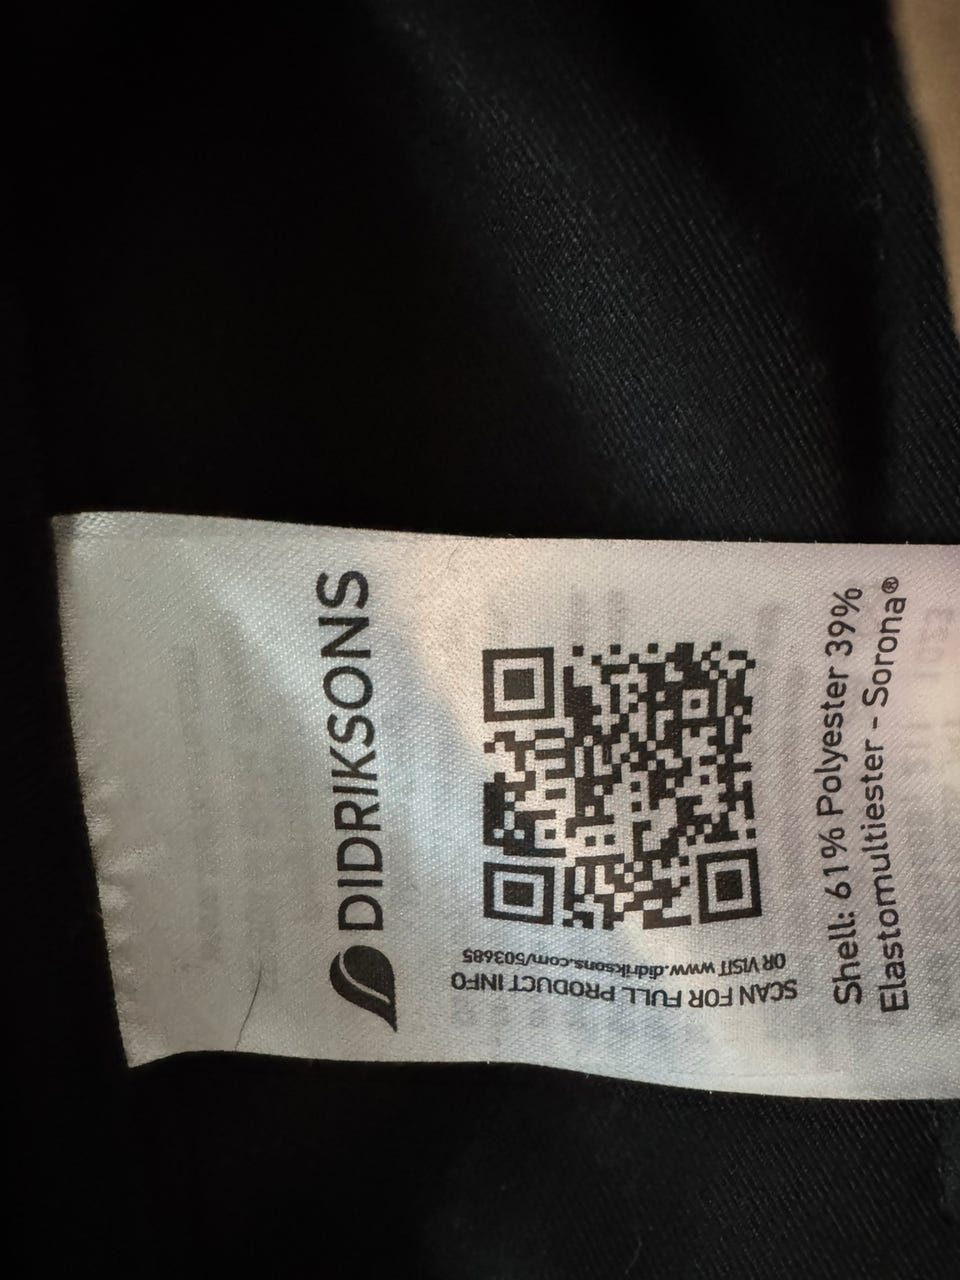 DIDRIKSONS
SCAN FOR FULL PRODUCT INFO
OR VISIT www.didriksons.com/503685
Shell: 61% Polyester 39%
Elastomultiester - Sorona®